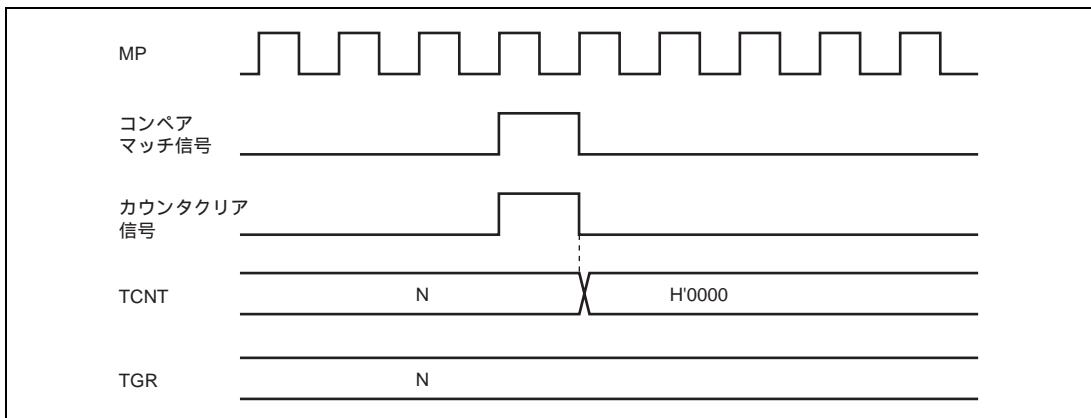 MP
コンペア
マッチ信号
カウンタクリア
信号
TCNT
N
H'0000
TGR
N